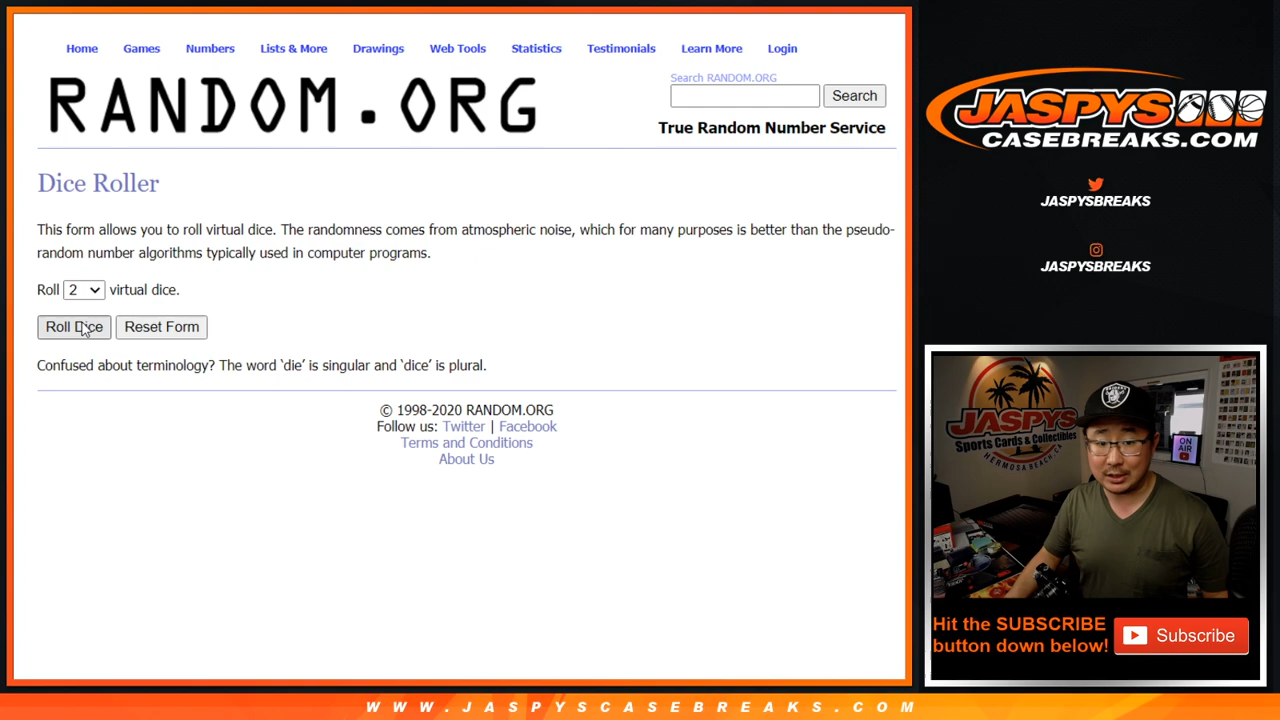 Home Games Numbers Lists & More Drawings Web Tools Statistics Testimonials Learn More Login
RANDOM.ORG
Search RANDOM.ORG
Search
True Random Number Service
Dice Roller
This form allows you to roll virtual dice. The randomness comes from atmospheric noise, which for many purposes is better than the pseudo-
random number algorithms typically used in computer programs.
Roll 2 virtual dice.
Roll Dice Reset Form
Confused about terminology? The word ‘die’ is singular and ‘dice’ is plural.
© 1998-2020 RANDOM.ORG
Follow us: Twitter | Facebook
Terms and Conditions
About Us
JASPYS
CASEBREAKS.COM
JASPYSBREAKS
JASPYSBREAKS
JASPYS
Sports Cards & Collectibles
HERMOSA BEACH, CA
RAIDERS
ON
AIR
Hit the SUBSCRIBE
button down below!
Subscribe
WWW.JASPYSCASEBREAKS.COM